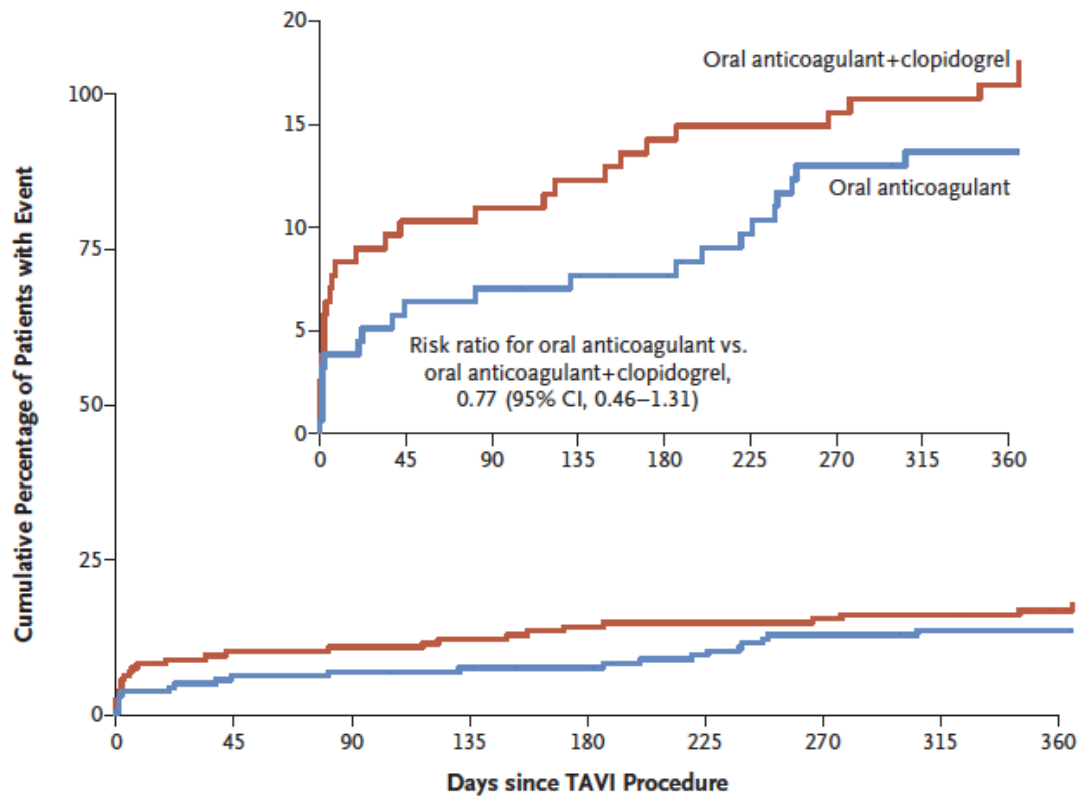 20
15
10
5
0
0 45 90 135 180 225 270 315 360
Oral anticoagulant+clopidogrel
Oral anticoagulant
Risk ratio for oral anticoagulant vs.
oral anticoagulant+clopidogrel,
0.77 (95% CI, 0.46–1.31)
Cumulative Percentage of Patients with Event
100
75
50
25
0
0 45 90 135 180 225 270 315 360
Days since TAVI Procedure